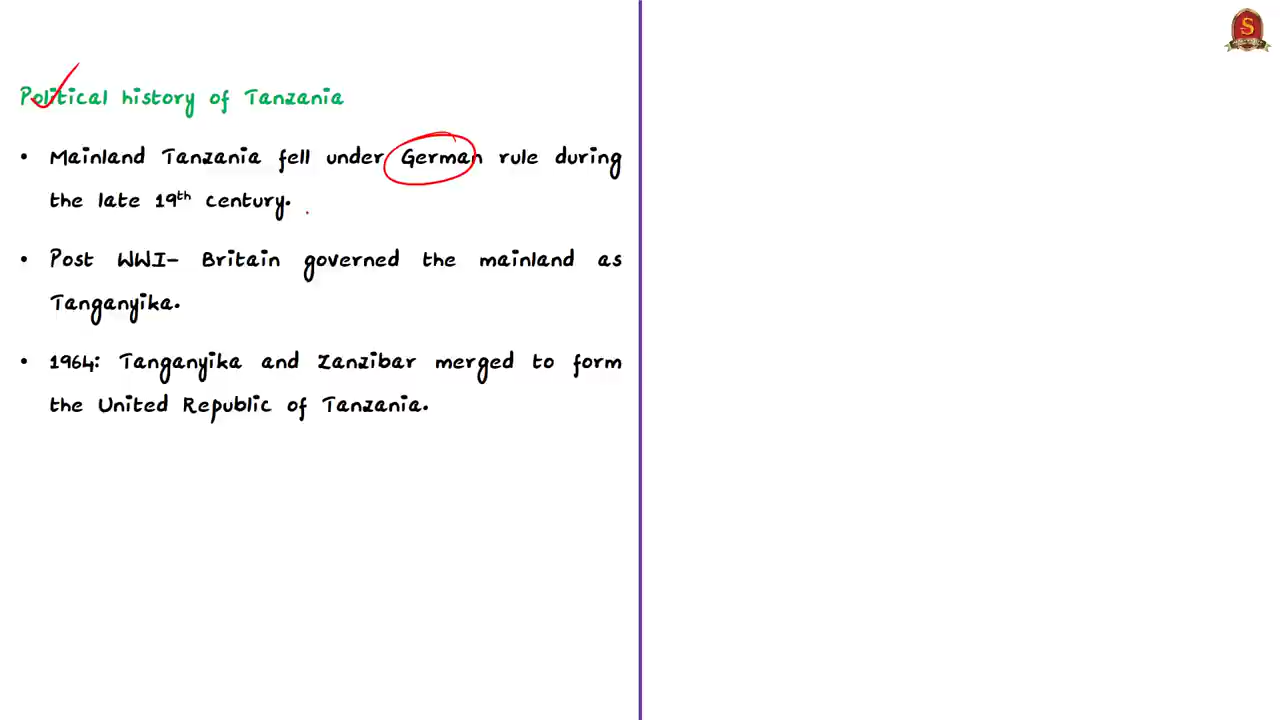 Political history of Tanzania
• Mainland Tanzania fell under German rule during
the late 19th century.
• Post WWI- Britain governed the mainland as
Tanganyika.
• 1964: Tanganyika and Zanzibar merged to form
the United Republic of Tanzania.
S